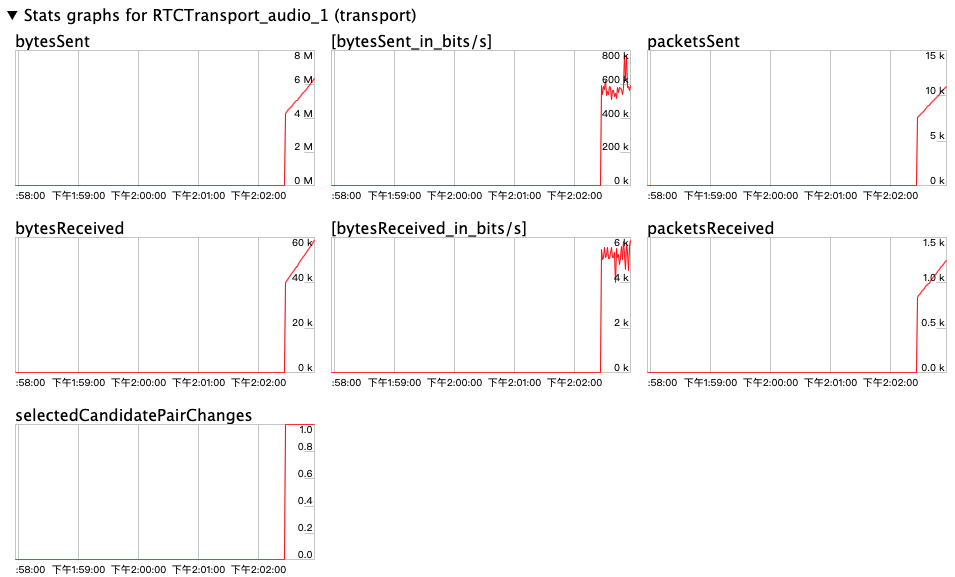 ▼ Stats graphs for RTCTransport_audio_1 (transport)
bytesSent
8 M
6 M
4 M
2 M
0 M
:58:00 下午1:59:00 下午2:00:00 下午2:01:00 下午2:02:00
[bytesSent_in_bits/s]
800 k
600 k
400 k
200 k
0 k
:58:00 下午1:59:00 下午2:00:00 下午2:01:00 下午2:02:00
packetsSent
15 k
10 k
5 k
0 k
:58:00 下午1:59:00 下午2:00:00 下午2:01:00 下午2:02:00
bytesReceived
60 k
40 k
20 k
0 k
:58:00 下午1:59:00 下午2:00:00 下午2:01:00 下午2:02:00
[bytesReceived_in_bits/s]
6 k
4 k
2 k
0 k
:58:00 下午1:59:00 下午2:00:00 下午2:01:00 下午2:02:00
packetsReceived
1.5 k
1.0 k
0.5 k
0.0 k
:58:00 下午1:59:00 下午2:00:00 下午2:01:00 下午2:02:00
selectedCandidatePairChanges
1.0
0.8
0.6
0.4
0.2
0.0
:58:00 下午1:59:00 下午2:00:00 下午2:01:00 下午2:02:00